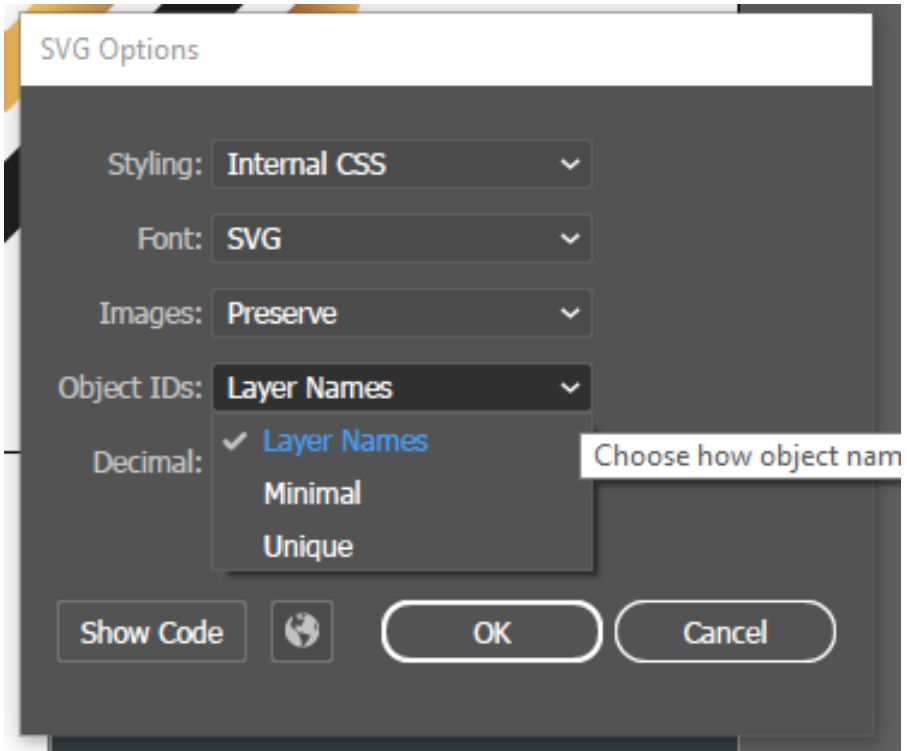 SVG Options
Styling: Internal CSS
Font: SVG
Images: Preserve
Object IDs: Layer Names
Layer Names
Choose how object nam
Decimal:
Minimal
Unique
Show Code OK Cancel